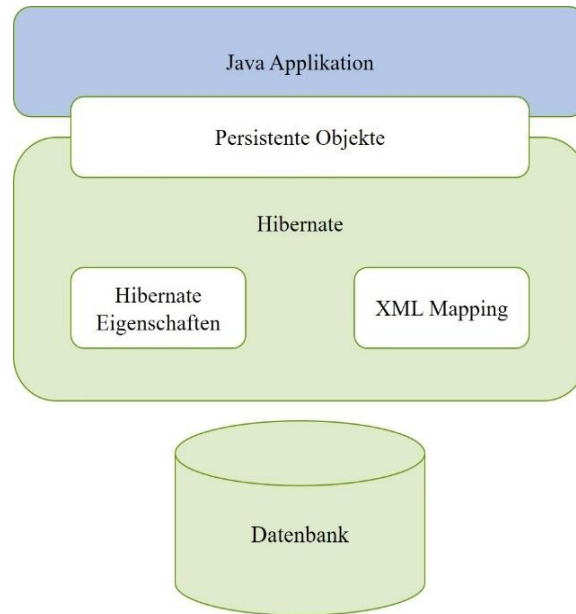 Java Applikation
Persistente Objekte
Hibernate
Hibernate
Eigenschaften
XML Mapping
Datenbank